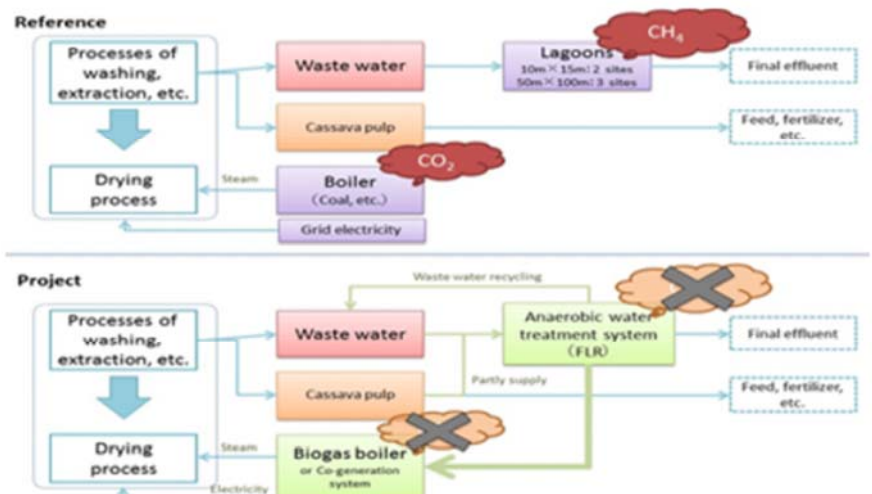 Reference
Processes of
washing,
extraction, etc.
Waste water
Lagoons
10m×15m: 2 sites
50m×100m: 3 sites
CH₄
Final effluent
Cassava pulp
Feed, fertilizer,
etc.
Drying
process
Steam
Boiler
(Coal, etc.)
CO₂
Grid electricity
Project
Waste water recycling
Processes of
washing,
extraction, etc.
Waste water
Anaerobic water
treatment system
(FLR)
Final effluent
Cassava pulp
Partly supply
Feed, fertilizer,
etc.
Drying
process
Steam
Biogas boiler
or Co-generation
system
Electricity